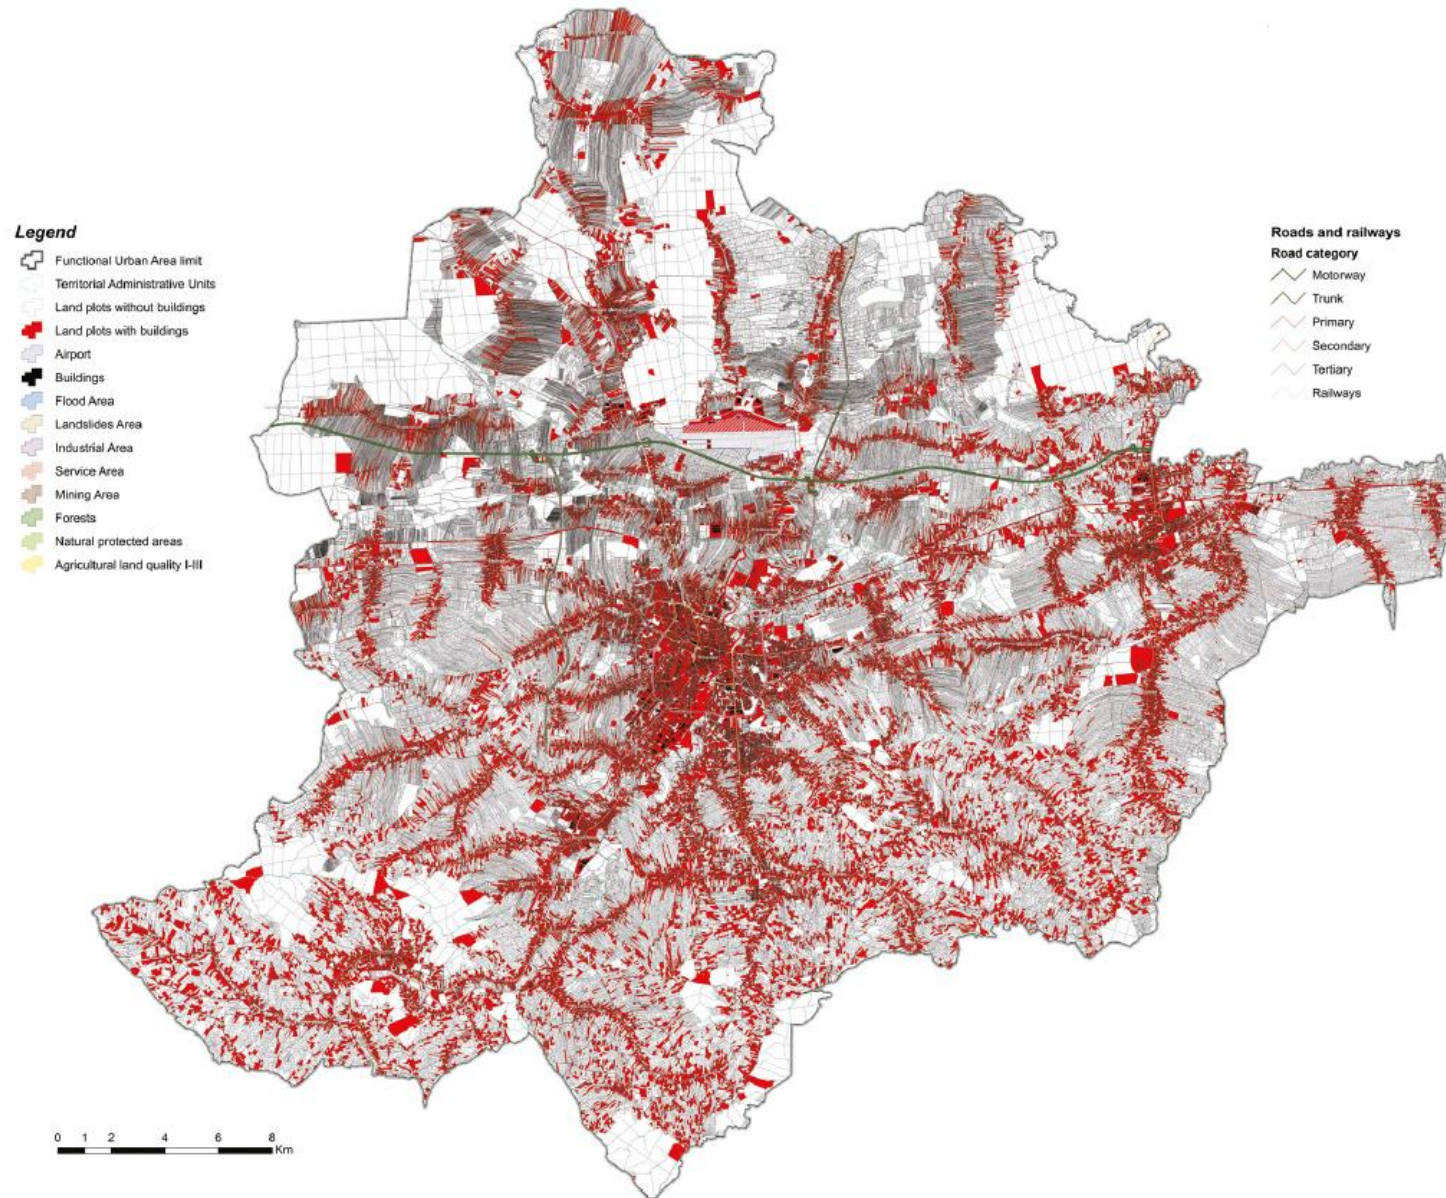 Legend
Functional Urban Area limit
Territorial Administrative Units
Land plots without buildings
Land plots with buildings
Airport
Buildings
Flood Area
Landslides Area
Industrial Area
Service Area
Mining Area
Forests
Natural protected areas
Agricultural land quality I-III
Roads and railways
Road category
Motorway
Trunk
Primary
Secondary
Tertiary
Railways
0 1 2 4 6 8
Km